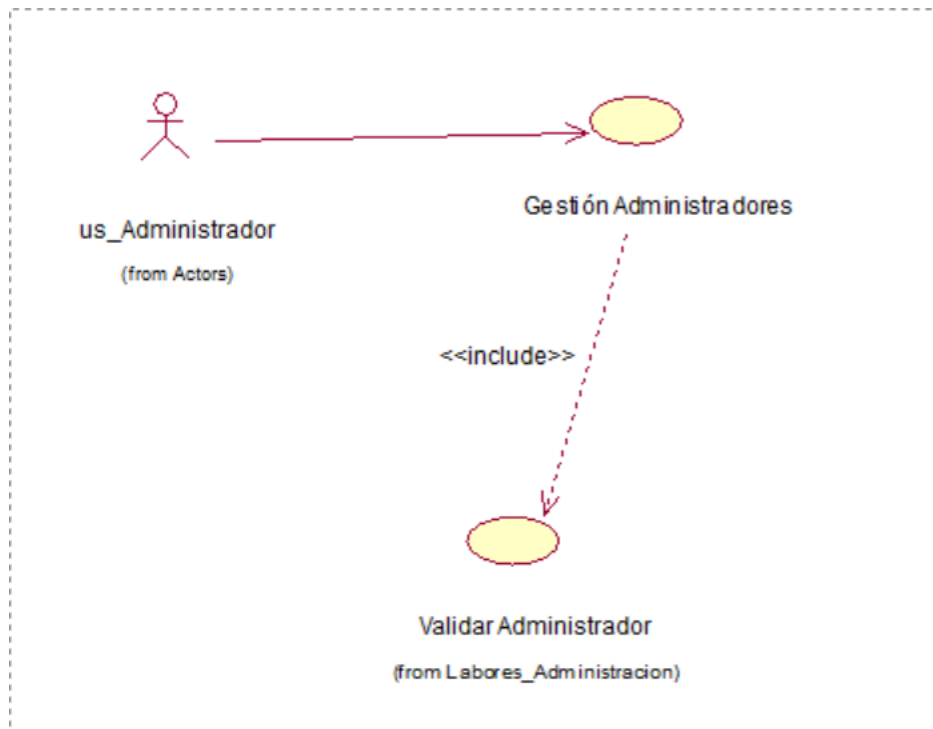 Gestión Administradores
us_Administrador
(from Actors)
<<include>>
Validar Administrador
(from Labores_Administracion)